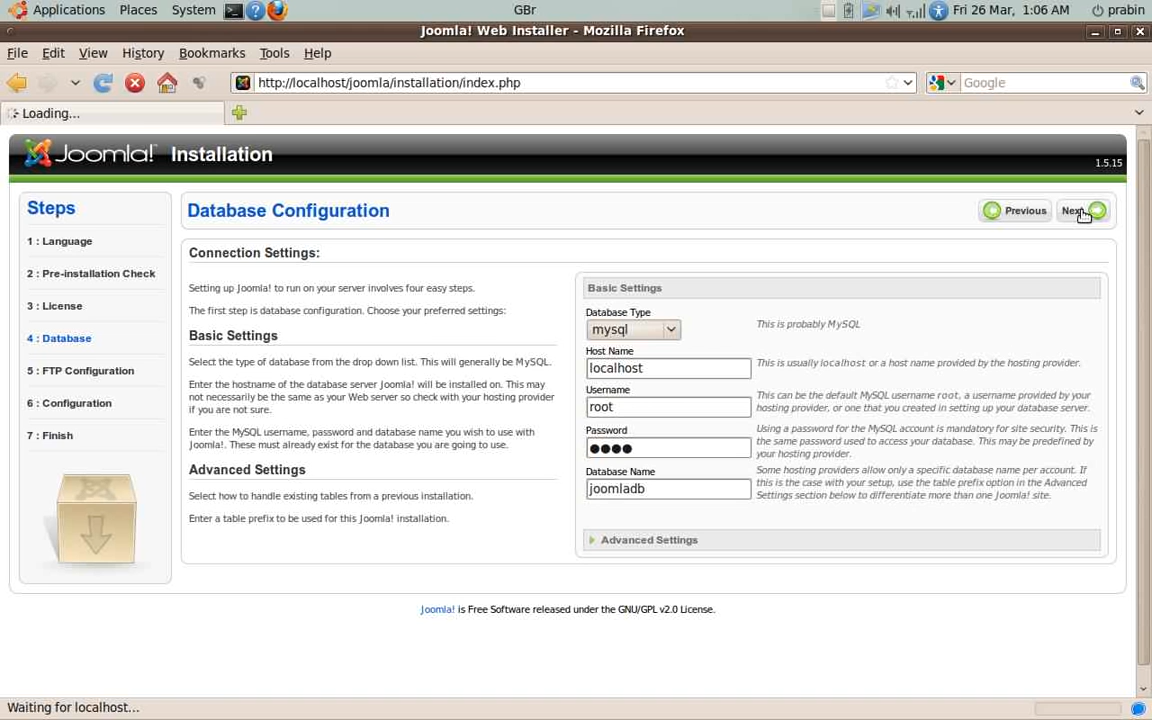 Applications Places System GBr Fri 26 Mar, 1:06 AM prabin
Joomla! Web Installer - Mozilla Firefox
File Edit View History Bookmarks Tools Help
http://localhost/joomla/installation/index.php Google
Loading...
Joomla! Installation
1.5.15
Steps
1 : Language
2 : Pre-installation Check
3 : License
4 : Database
5 : FTP Configuration
6 : Configuration
7 : Finish
Database Configuration
Previous Next
Connection Settings:
Setting up Joomla! to run on your server involves four easy steps.
The first step is database configuration. Choose your preferred settings:
Basic Settings
Select the type of database from the drop down list. This will generally be MySQL.
Enter the hostname of the database server Joomla! will be installed on. This may
not necessarily be the same as your Web server so check with your hosting provider
if you are not sure.
Enter the MySQL username, password and database name you wish to use with
Joomla!. These must already exist for the database you are going to use.
Advanced Settings
Select how to handle existing tables from a previous installation.
Enter a table prefix to be used for this Joomla! installation.
Basic Settings
Database Type
mysql
This is probably MySQL
Host Name
localhost
This is usually localhost or a host name provided by the hosting provider.
Username
root
This can be the default MySQL username root, a username provided by your
hosting provider, or one that you created in setting up your database server.
Password
●●●●
Using a password for the MySQL account is mandatory for site security. This is
the same password used to access your database. This may be predefined by
your hosting provider.
Database Name
joomladb
Some hosting providers allow only a specific database name per account. If
this is the case with your setup, use the table prefix option in the Advanced
Settings section below to differentiate more than one Joomla! site.
Advanced Settings
Joomla! is Free Software released under the GNU/GPL v2.0 License.
Waiting for localhost...